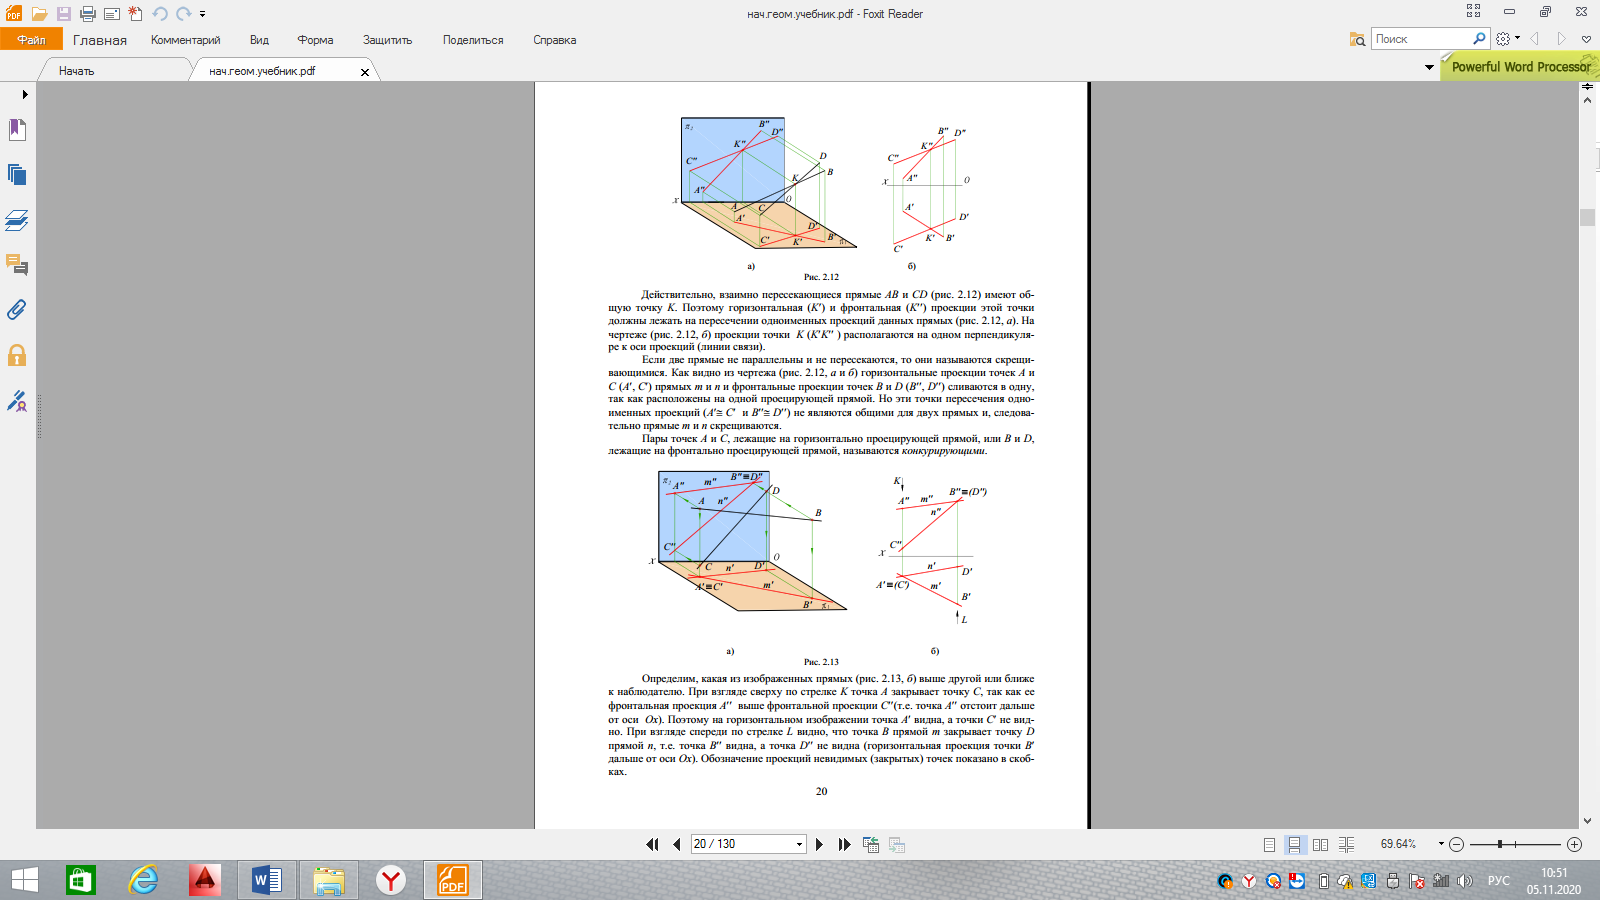 нач.геом.учебник.pdf - Foxit Reader
Файл Главная Комментарий Вид Форма Защитить Поделиться Справка
Поиск
Начать нач.геом.учебник.pdf
Powerful Word Processor
π₂ B″ D″ K″ C″ A″ D B K x A C O A′ D′ C′ K′ B′ π₁
B″ D″ K″ C″ A″ x O A′ D′ K′ B′ C′
а) б)
Рис. 2.12
Действительно, взаимно пересекающиеся прямые AB и CD (рис. 2.12) имеют об-
щую точку K. Поэтому горизонтальная (K′) и фронтальная (K″) проекции этой точки
должны лежать на пересечении одноименных проекций данных прямых (рис. 2.12, а). На
чертеже (рис. 2.12, б) проекции точки K (K′K″ ) располагаются на одном перпендикуля-
ре к оси проекций (линии связи).
Если две прямые не параллельны и не пересекаются, то они называются скрещи-
вающимися. Как видно из чертежа (рис. 2.12, а и б) горизонтальные проекции точек A и
C (A′, C′) прямых m и n и фронтальные проекции точек B и D (B″, D″) сливаются в одну,
так как расположены на одной проецирующей прямой. Но эти точки пересечения одно-
именных проекций (A′≅ C′ и B″≅ D″) не являются общими для двух прямых и, следова-
тельно прямые m и n скрещиваются.
Пары точек A и C, лежащие на горизонтально проецирующей прямой, или B и D,
лежащие на фронтально проецирующей прямой, называются конкурирующими.
π₂ A″ m″ B″≡D″ D A n″ B C″ x C n′ D′ O A′≡C′ m′ B′ π₁
K A″ m″ B″≡(D″) n″ C″ x n′ D′ A′≡(C′) m′ B′ L
а) б)
Рис. 2.13
Определим, какая из изображенных прямых (рис. 2.13, б) выше другой или ближе
к наблюдателю. При взгляде сверху по стрелке K точка A закрывает точку C, так как ее
фронтальная проекция A″ выше фронтальной проекции C″(т.е. точка A″ отстоит дальше
от оси Ox). Поэтому на горизонтальном изображении точка A′ видна, а точки C′ не вид-
но. При взгляде спереди по стрелке L видно, что точка B прямой m закрывает точку D
прямой n, т.е. точка B″ видна, а точка D″ не видна (горизонтальная проекция точки B′
дальше от оси Ox). Обозначение проекций невидимых (закрытых) точек показано в скоб-
ках.
20
20 / 130
69.64%
РУС
10:51
05.11.2020